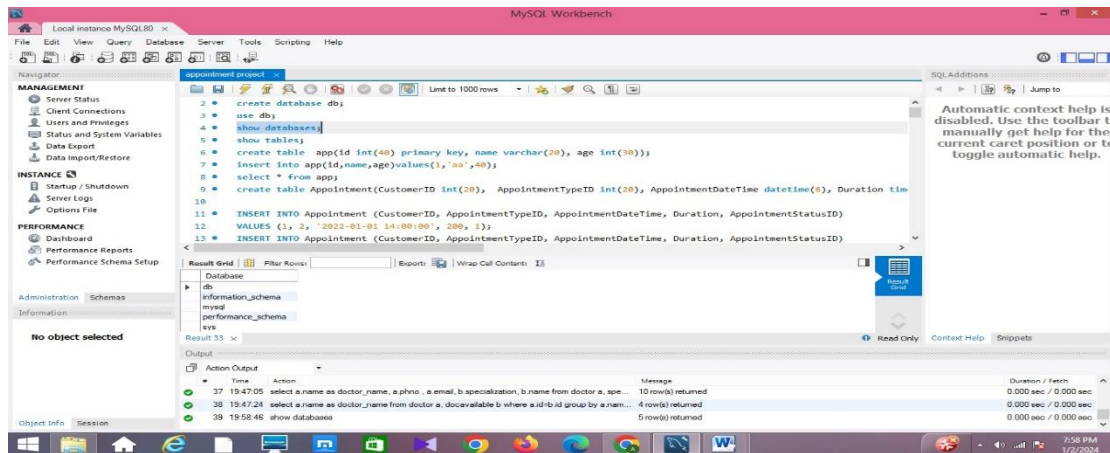 MySQL Workbench
Local instance MySQL80 ×
File Edit View Query Database Server Tools Scripting Help
Navigator
MANAGEMENT
Server Status
Client Connections
Users and Privileges
Status and System Variables
Data Export
Data Import/Restore
INSTANCE
Startup / Shutdown
Server Logs
Options File
PERFORMANCE
Dashboard
Performance Reports
Performance Schema Setup
Administration Schemas
Information
No object selected
Object Info Session
appointment project ×
Limit to 1000 rows
2 create database db;
3 use db;
4 show databases;
5 show tables;
6 create table app(id int(40) primary key, name varchar(20), age int(30));
7 insert into app(id,name,age)values(1,'aa',40);
8 select * from app;
9 create table Appointment(CustomerID int(20), AppointmentTypeID int(20), AppointmentDateTime datetime(6), Duration tim
10
11 INSERT INTO Appointment (CustomerID, AppointmentTypeID, AppointmentDateTime, Duration, AppointmentStatusID)
12 VALUES (1, 2, '2022-01-01 14:00:00', 200, 1);
13 INSERT INTO Appointment (CustomerID, AppointmentTypeID, AppointmentDateTime, Duration, AppointmentStatusID)
Result Grid Filter Rows: Export: Wrap Cell Content:
Database
db
information_schema
mysql
performance_schema
sys
Result Grid
Result 33 ×
Read Only
Output
Action Output
# Time Action Message Duration / Fetch
37 19:47:05 select a.name as doctor_name, a.phno , a.email, b.specialization, b.name from doctor a, spe... 10 row(s) returned 0.000 sec / 0.000 sec
38 19:47:24 select a.name as doctor_name from doctor a, docavailable b where a.id=b.id group by a.nam... 4 row(s) returned 0.000 sec / 0.000 sec
39 19:58:46 show databases 5 row(s) returned 0.000 sec / 0.000 sec
SQLAdditions
Jump to
Automatic context help is
disabled. Use the toolbar t
manually get help for the
current caret position or to
toggle automatic help.
Context Help Snippets
7:58 PM
1/2/2024